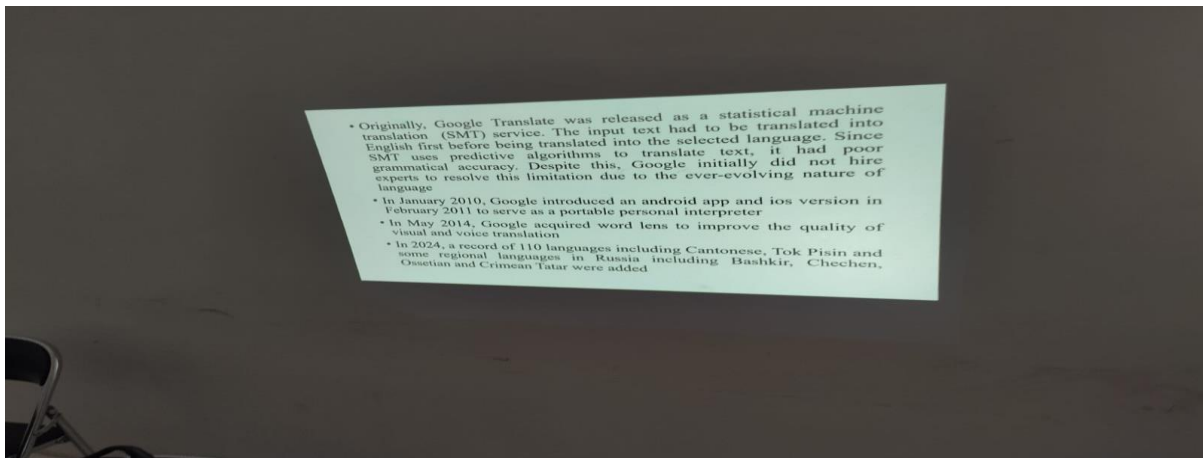 • Originally, Google Translate was released as a statistical machine
translation (SMT) service. The input text had to be translated into
English first before being translated into the selected language. Since
SMT uses predictive algorithms to translate text, it had poor
grammatical accuracy. Despite this, Google initially did not hire
experts to resolve this limitation due to the ever-evolving nature of
language
• In January 2010, Google introduced an android app and ios version in
February 2011 to serve as a portable personal interpreter
• In May 2014, Google acquired word lens to improve the quality of
visual and voice translation
• In 2024, a record of 110 languages including Cantonese, Tok Pisin and
some regional languages in Russia including Bashkir, Chechen,
Ossetian and Crimean Tatar were added